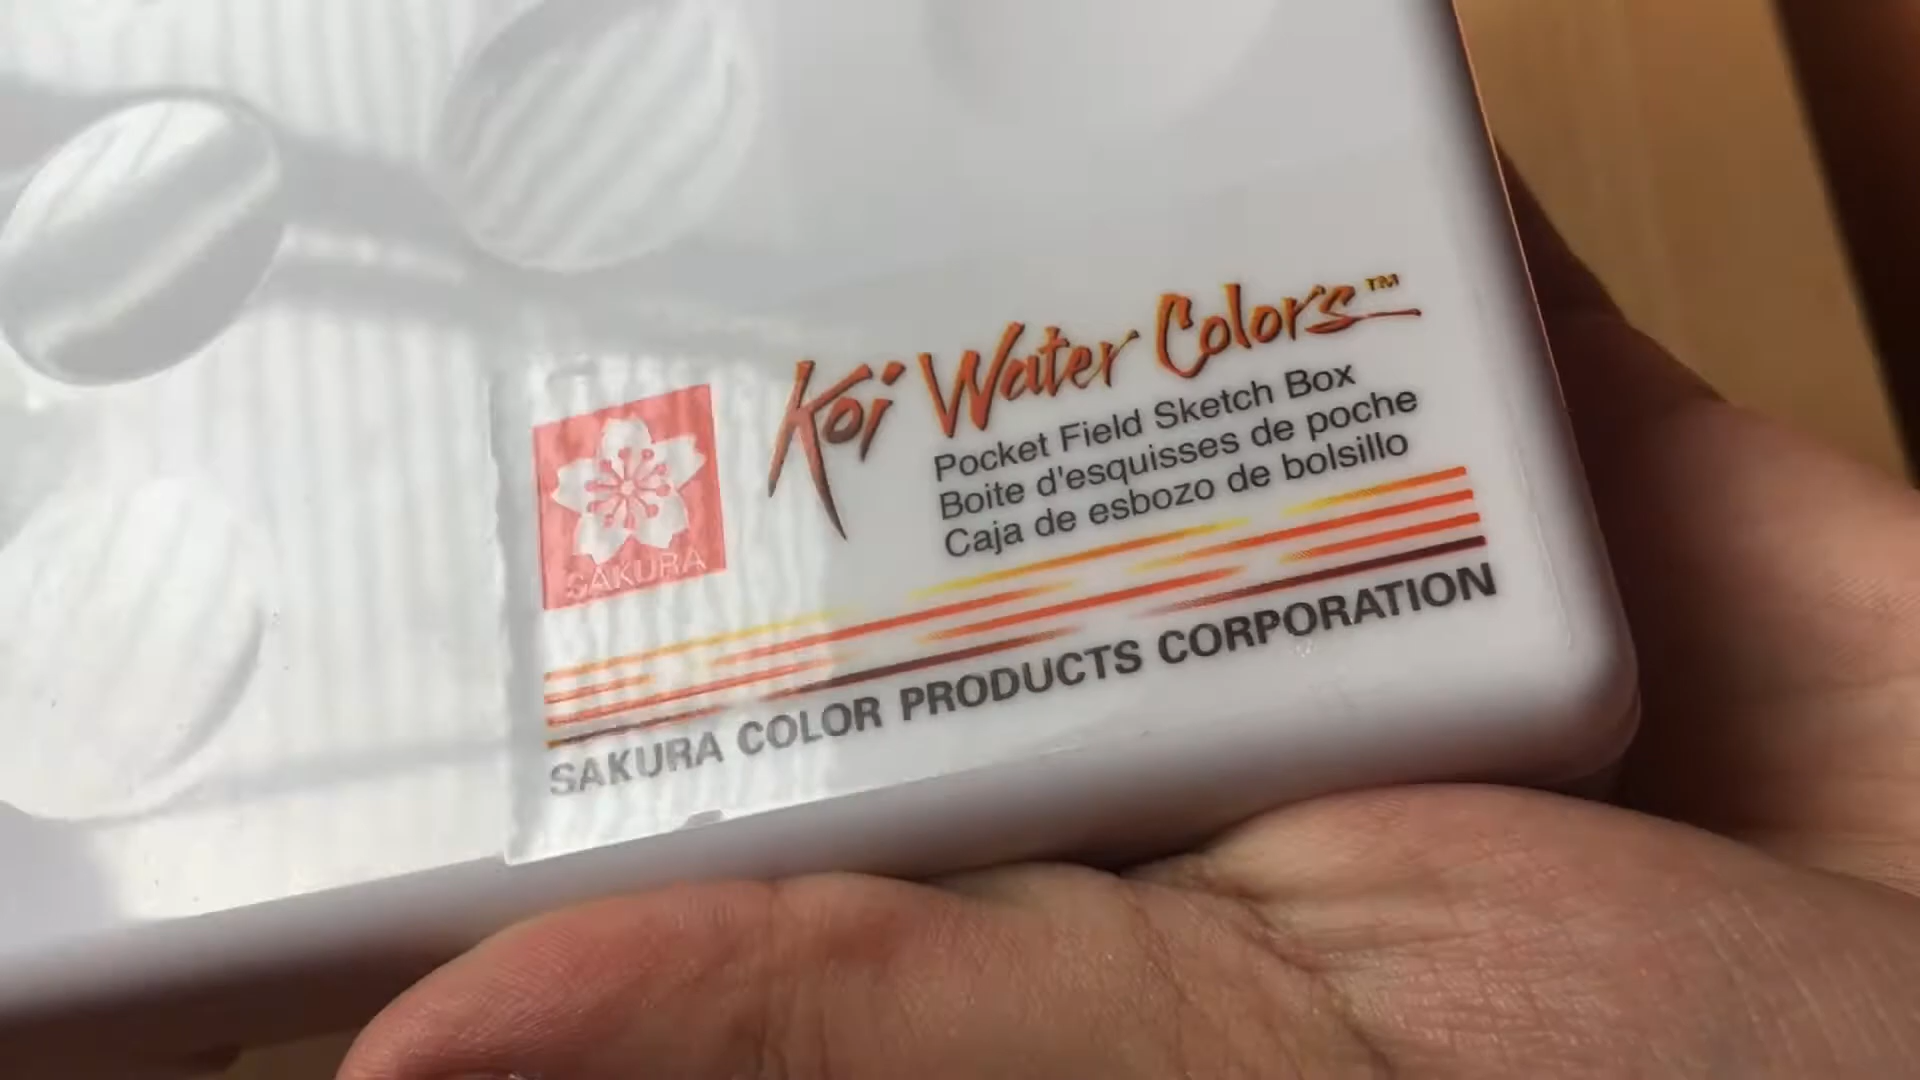 Koi Water Colors™
Pocket Field Sketch Box
Boite d'esquisses de poche
Caja de esbozo de bolsillo
SAKURA
SAKURA COLOR PRODUCTS CORPORATION